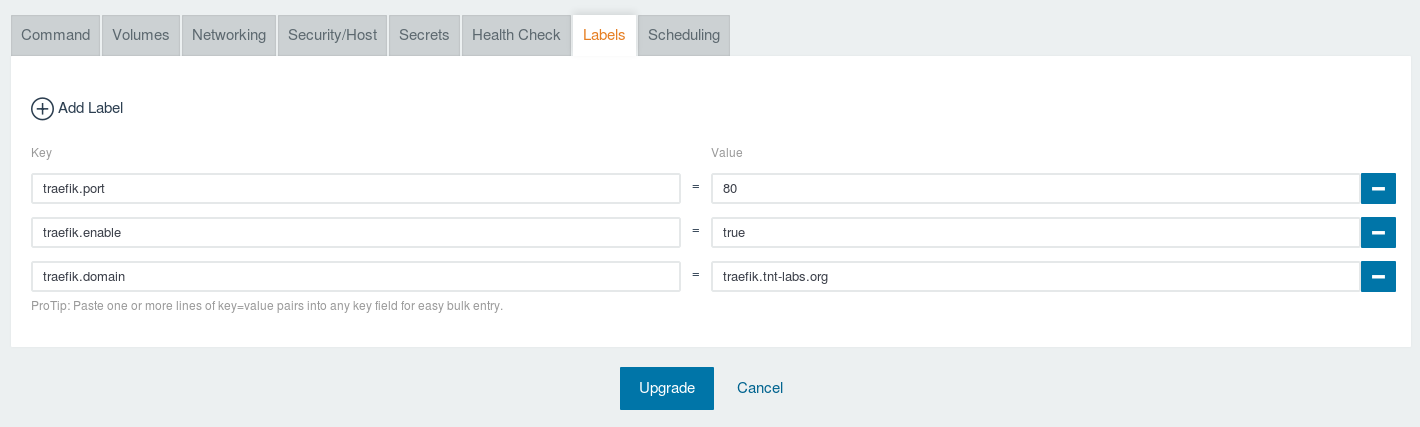 Command Volumes Networking Security/Host Secrets Health Check Labels Scheduling
Add Label
Key Value
traefik.port = 80
traefik.enable = true
traefik.domain = traefik.tnt-labs.org
ProTip: Paste one or more lines of key=value pairs into any key field for easy bulk entry.
Upgrade Cancel